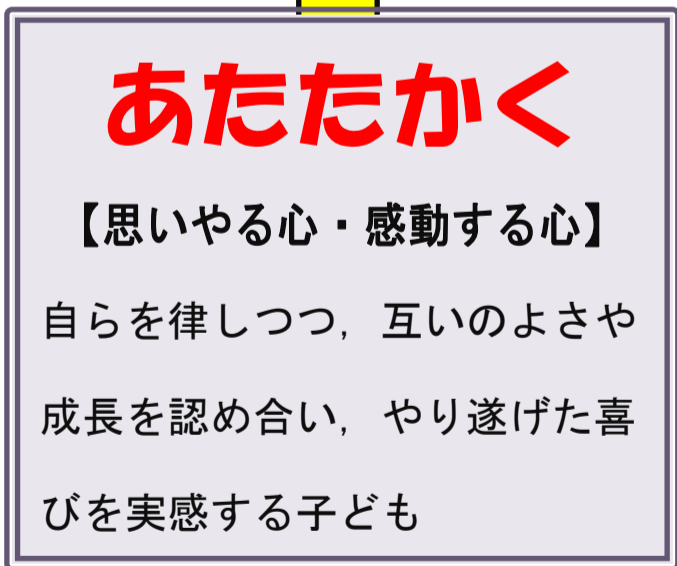 あたたかく
【思いやる心・感動する心】
自らを律しつつ，互いのよさや
成長を認め合い，やり遂げた喜
びを実感する子ども